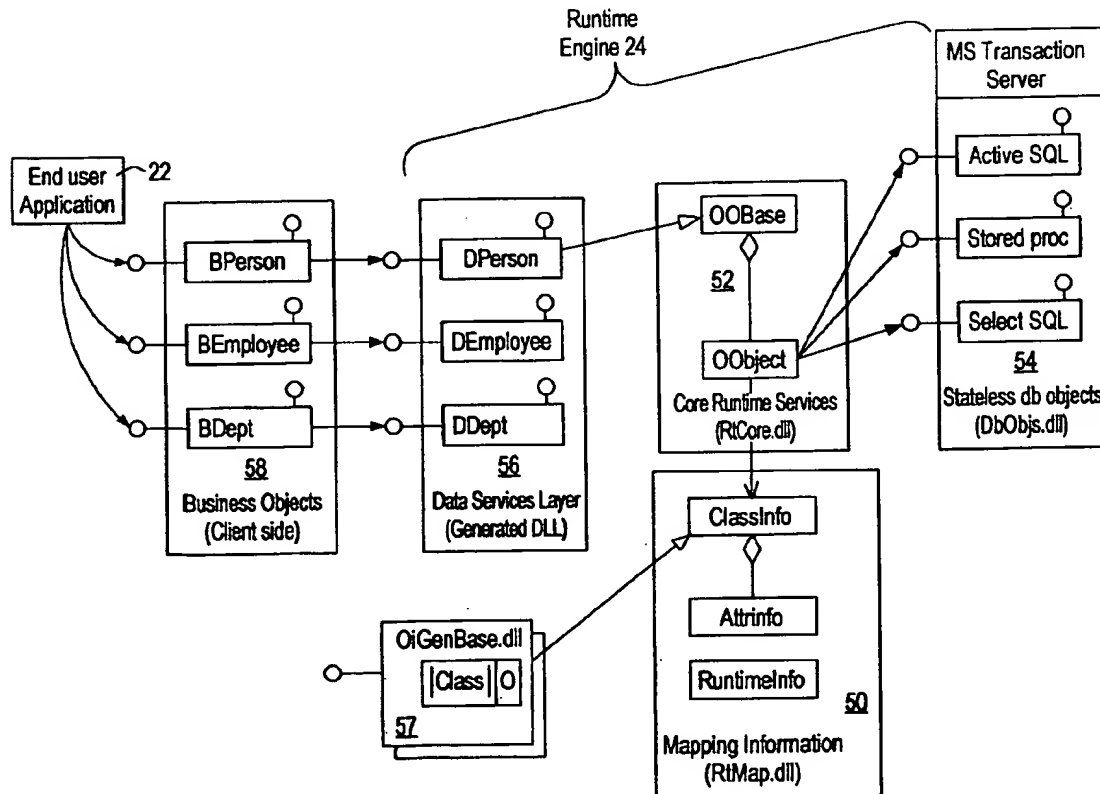 Runtime
Engine 24
MS Transaction
Server
End user
Application
22
Active SQL
Stored proc
Select SQL
54
Stateless db objects
(DbObjs.dll)
BPerson
BEmployee
BDept
58
Business Objects
(Client side)
DPerson
DEmployee
DDept
56
Data Services Layer
(Generated DLL)
OOBase
52
OObject
Core Runtime Services
(RtCore.dll)
ClassInfo
Attrinfo
RuntimeInfo
50
Mapping Information
(RtMap.dll)
OiGenBase.dll
|Class| O
57